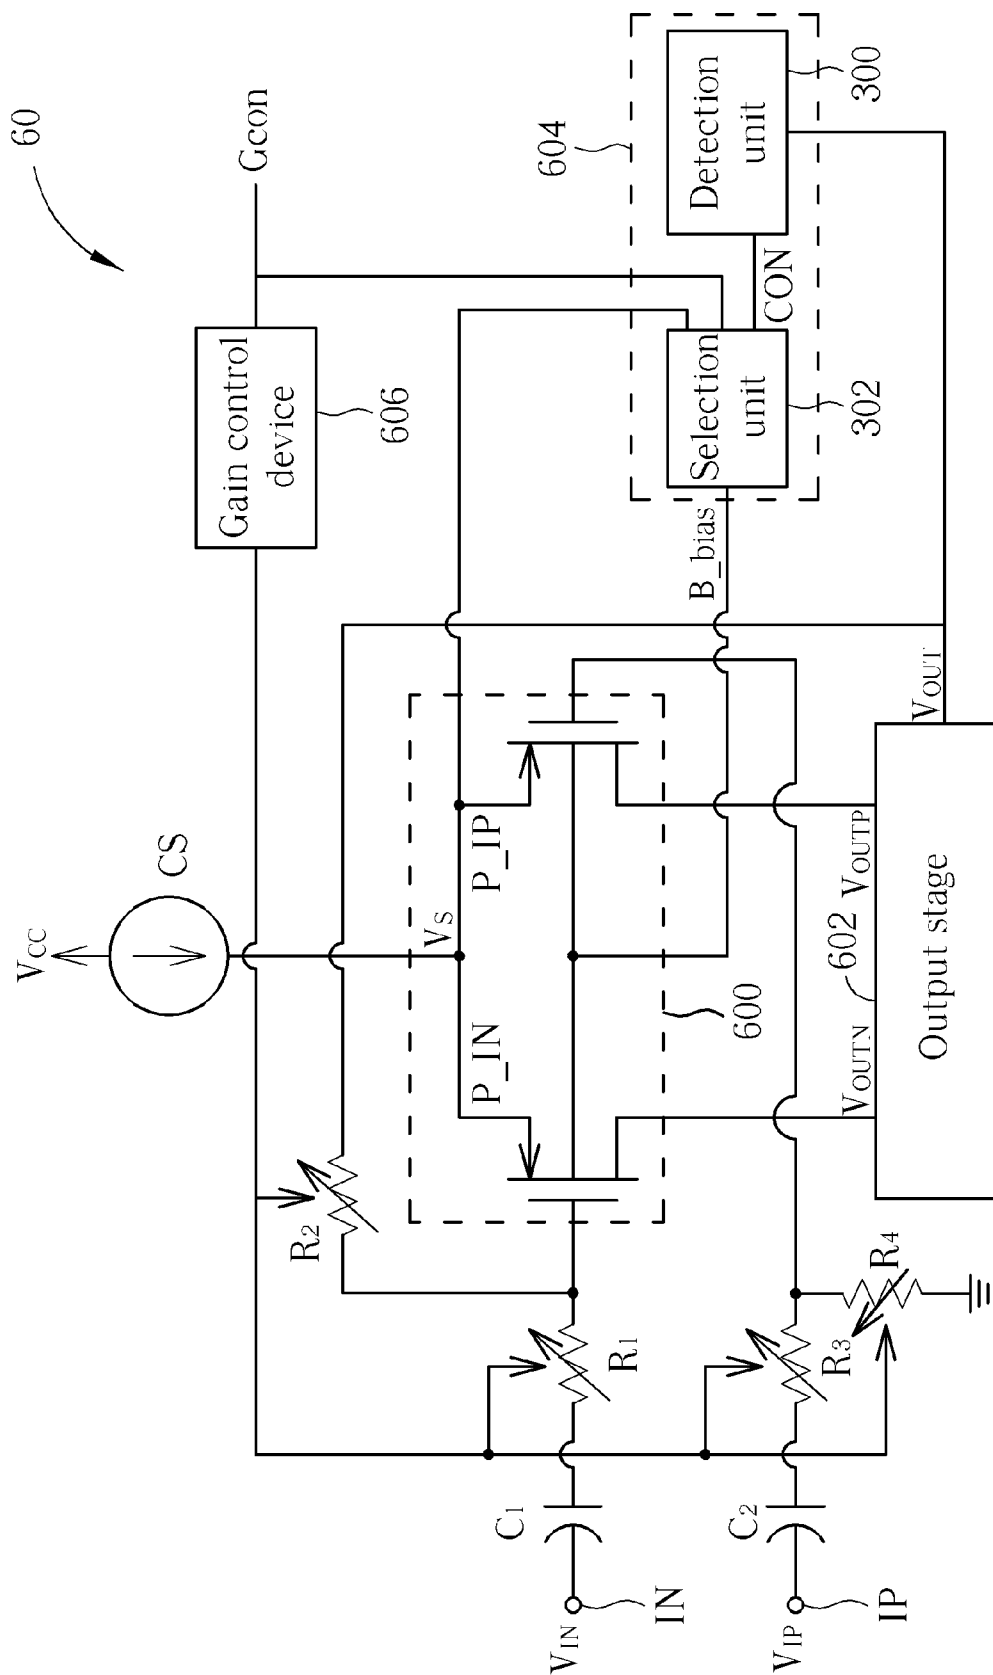 60
Gcon
Gain control
device
606
604
Detection
unit
300
CON
Selection
unit
302
B_bias
VCC
CS
VS
P_IP
P_IN
600
VOUT
VOUTP
VOUTN
602
Output stage
R2
R1
R3
R4
C1
C2
VIN
IN
VIP
IP